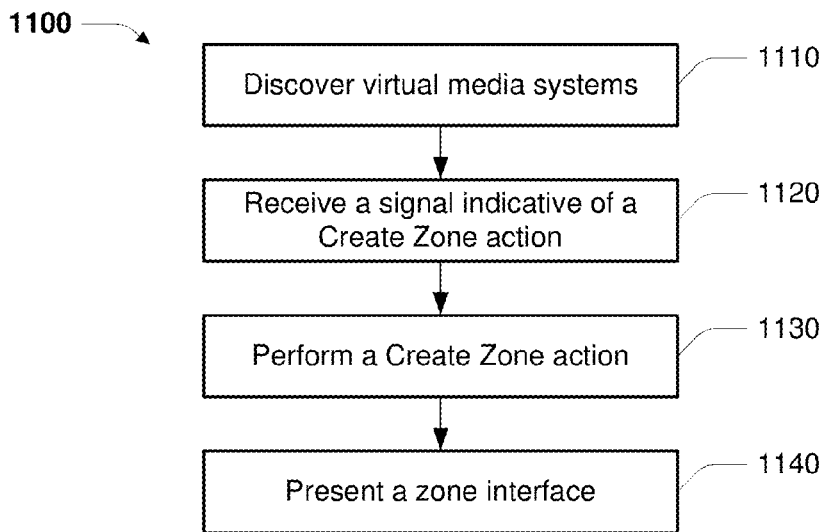 1100
Discover virtual media systems
1110
Receive a signal indicative of a
Create Zone action
1120
Perform a Create Zone action
1130
Present a zone interface
1140